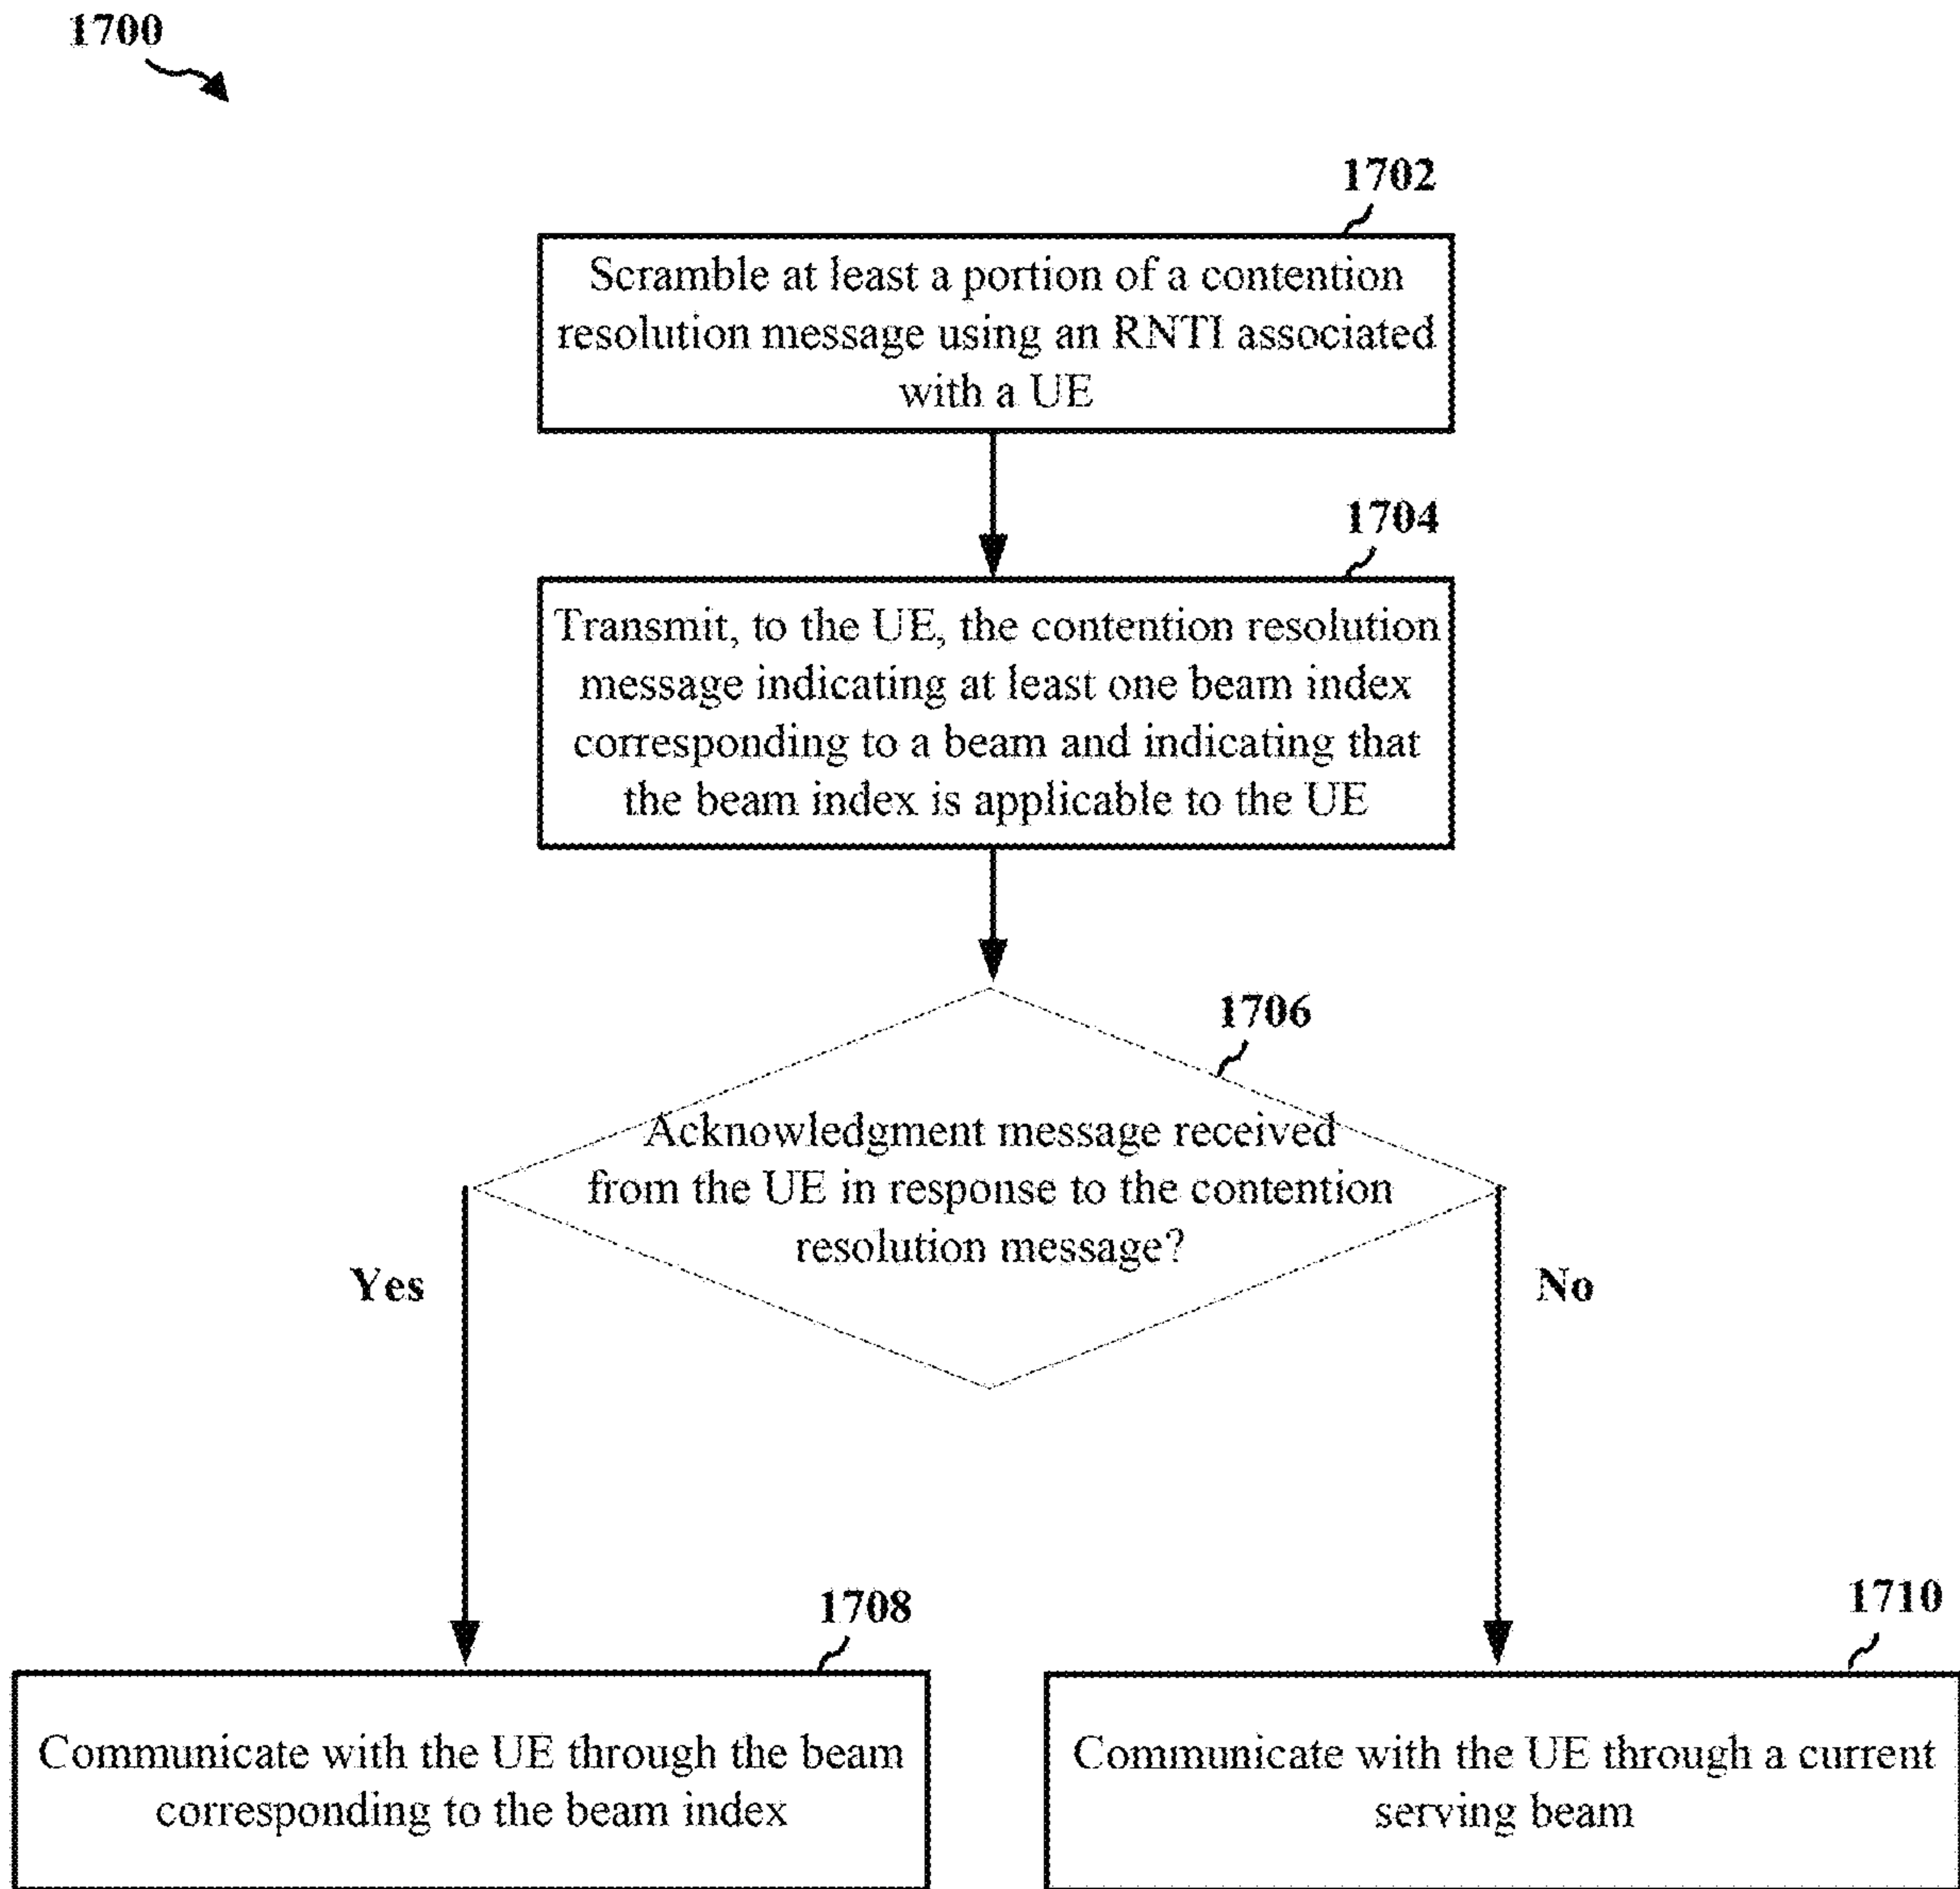 1700
1702
Scramble at least a portion of a contention
resolution message using an RNTI associated
with a UE
1704
Transmit, to the UE, the contention resolution
message indicating at least one beam index
corresponding to a beam and indicating that
the beam index is applicable to the UE
1706
Acknowledgment message received
from the UE in response to the contention
resolution message?
Yes
No
1708
Communicate with the UE through the beam
corresponding to the beam index
1710
Communicate with the UE through a current
serving beam